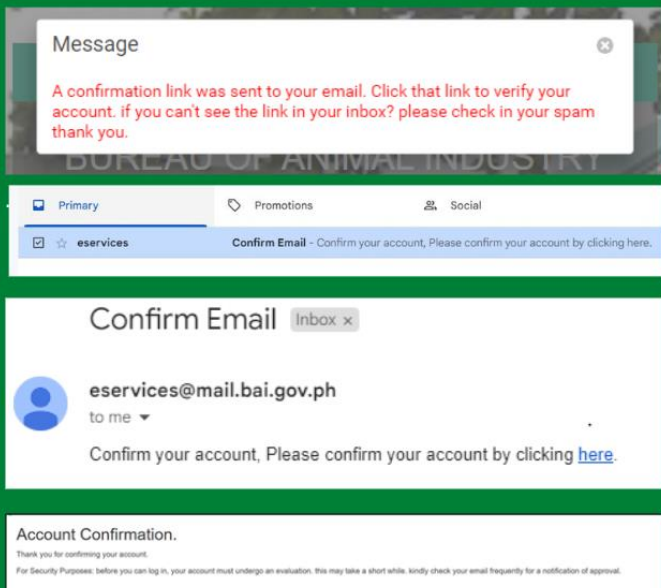 Message
A confirmation link was sent to your email. Click that link to verify your
account. if you can't see the link in your inbox? please check in your spam
thank you.
BUREAU OF ANIMAL INDUSTRY
Primary Promotions Social
eservices Confirm Email - Confirm your account, Please confirm your account by clicking here.
Confirm Email Inbox x
eservices@mail.bai.gov.ph
to me
Confirm your account, Please confirm your account by clicking here.
Account Confirmation.
Thank you for confirming your account.
For Security Purposes: before you can log in, your account must undergo an evaluation. this may take a short while. kindly check your email frequently for a notification of approval.